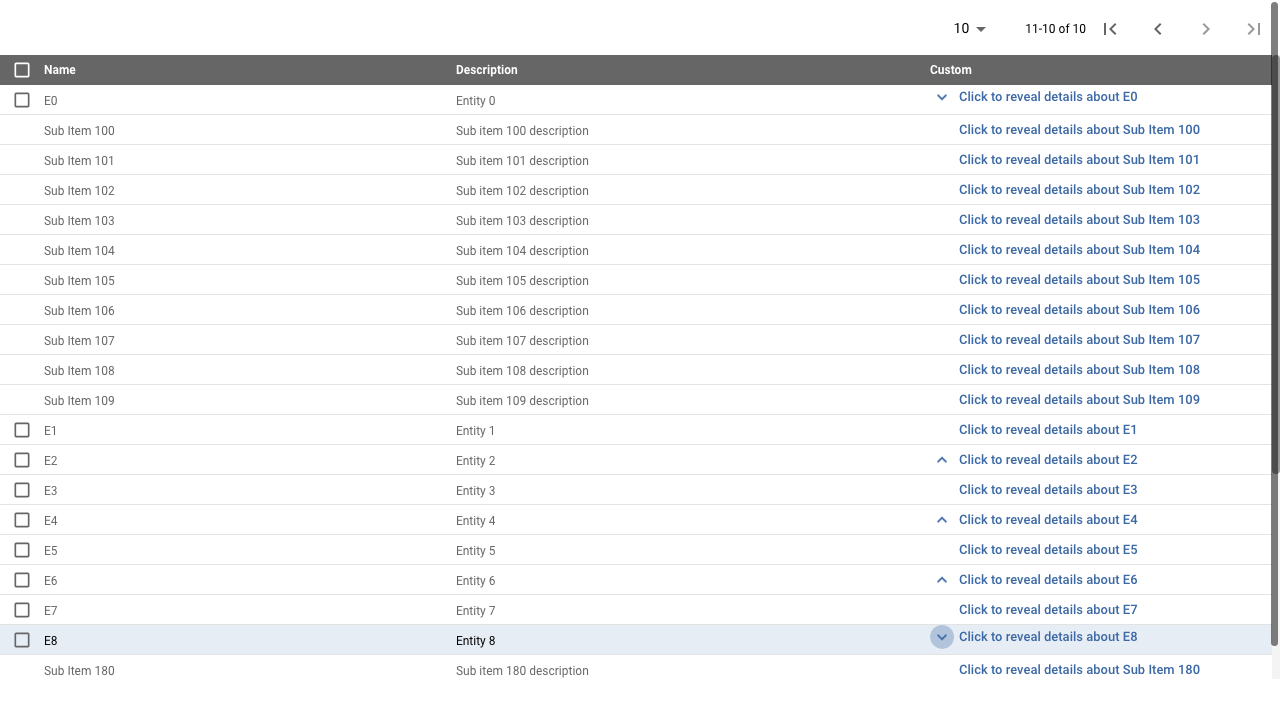 10 11-10 of 10
Name Description Custom
E0 Entity 0 Click to reveal details about E0
Sub Item 100 Sub item 100 description Click to reveal details about Sub Item 100
Sub Item 101 Sub item 101 description Click to reveal details about Sub Item 101
Sub Item 102 Sub item 102 description Click to reveal details about Sub Item 102
Sub Item 103 Sub item 103 description Click to reveal details about Sub Item 103
Sub Item 104 Sub item 104 description Click to reveal details about Sub Item 104
Sub Item 105 Sub item 105 description Click to reveal details about Sub Item 105
Sub Item 106 Sub item 106 description Click to reveal details about Sub Item 106
Sub Item 107 Sub item 107 description Click to reveal details about Sub Item 107
Sub Item 108 Sub item 108 description Click to reveal details about Sub Item 108
Sub Item 109 Sub item 109 description Click to reveal details about Sub Item 109
E1 Entity 1 Click to reveal details about E1
E2 Entity 2 Click to reveal details about E2
E3 Entity 3 Click to reveal details about E3
E4 Entity 4 Click to reveal details about E4
E5 Entity 5 Click to reveal details about E5
E6 Entity 6 Click to reveal details about E6
E7 Entity 7 Click to reveal details about E7
E8 Entity 8 Click to reveal details about E8
Sub Item 180 Sub item 180 description Click to reveal details about Sub Item 180